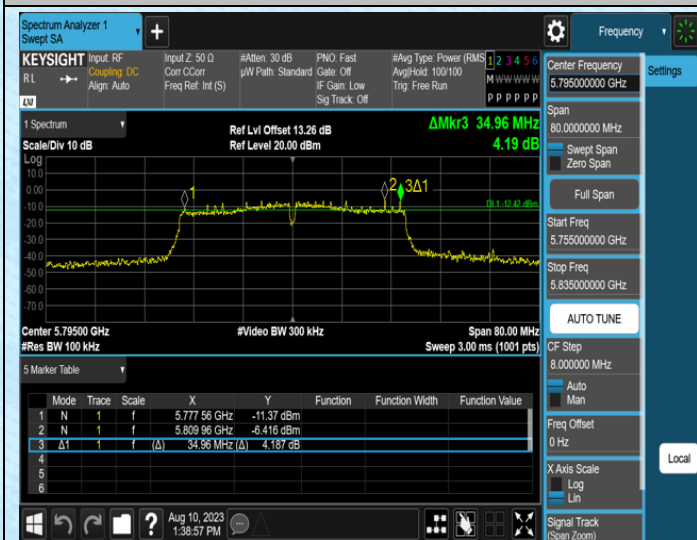 Spectrum Analyzer 1
Swept SA
Frequency
KEYSIGHT
RL
LXI
Input: RF
Coupling: DC
Align: Auto
Input Z: 50 Ω
Corr CCorr
Freq Ref: Int (S)
#Atten: 30 dB
µW Path: Standard
PNO: Fast
Gate: Off
IF Gain: Low
Sig Track: Off
#Avg Type: Power (RMS
Avg|Hold: 100/100
Trig: Free Run
1 2 3 4 5 6
M W W W W W
P P P P P P
1 Spectrum
Scale/Div 10 dB
Ref Lvl Offset 13.26 dB
Ref Level 20.00 dBm
ΔMkr3 34.96 MHz
4.19 dB
Log
10.0
0.00
-10.0
-20.0
-30.0
-40.0
-50.0
-60.0
-70.0
1
2
3Δ1
DL1 -12.42 dBm
Center 5.79500 GHz
#Video BW 300 kHz
Span 80.00 MHz
#Res BW 100 kHz
Sweep 3.00 ms (1001 pts)
5 Marker Table
Mode Trace Scale X Y Function Function Width Function Value
1 N 1 f 5.777 56 GHz -11.37 dBm
2 N 1 f 5.809 96 GHz -6.416 dBm
3 Δ1 1 f (Δ) 34.96 MHz (Δ) 4.187 dB
4
5
6
Aug 10, 2023
1:38:57 PM
Center Frequency
5.795000000 GHz
Settings
Span
80.0000000 MHz
Swept Span
Zero Span
Full Span
Start Freq
5.755000000 GHz
Stop Freq
5.835000000 GHz
AUTO TUNE
CF Step
8.000000 MHz
Auto
Man
Freq Offset
0 Hz
Local
X Axis Scale
Log
Lin
Signal Track
(Span Zoom)